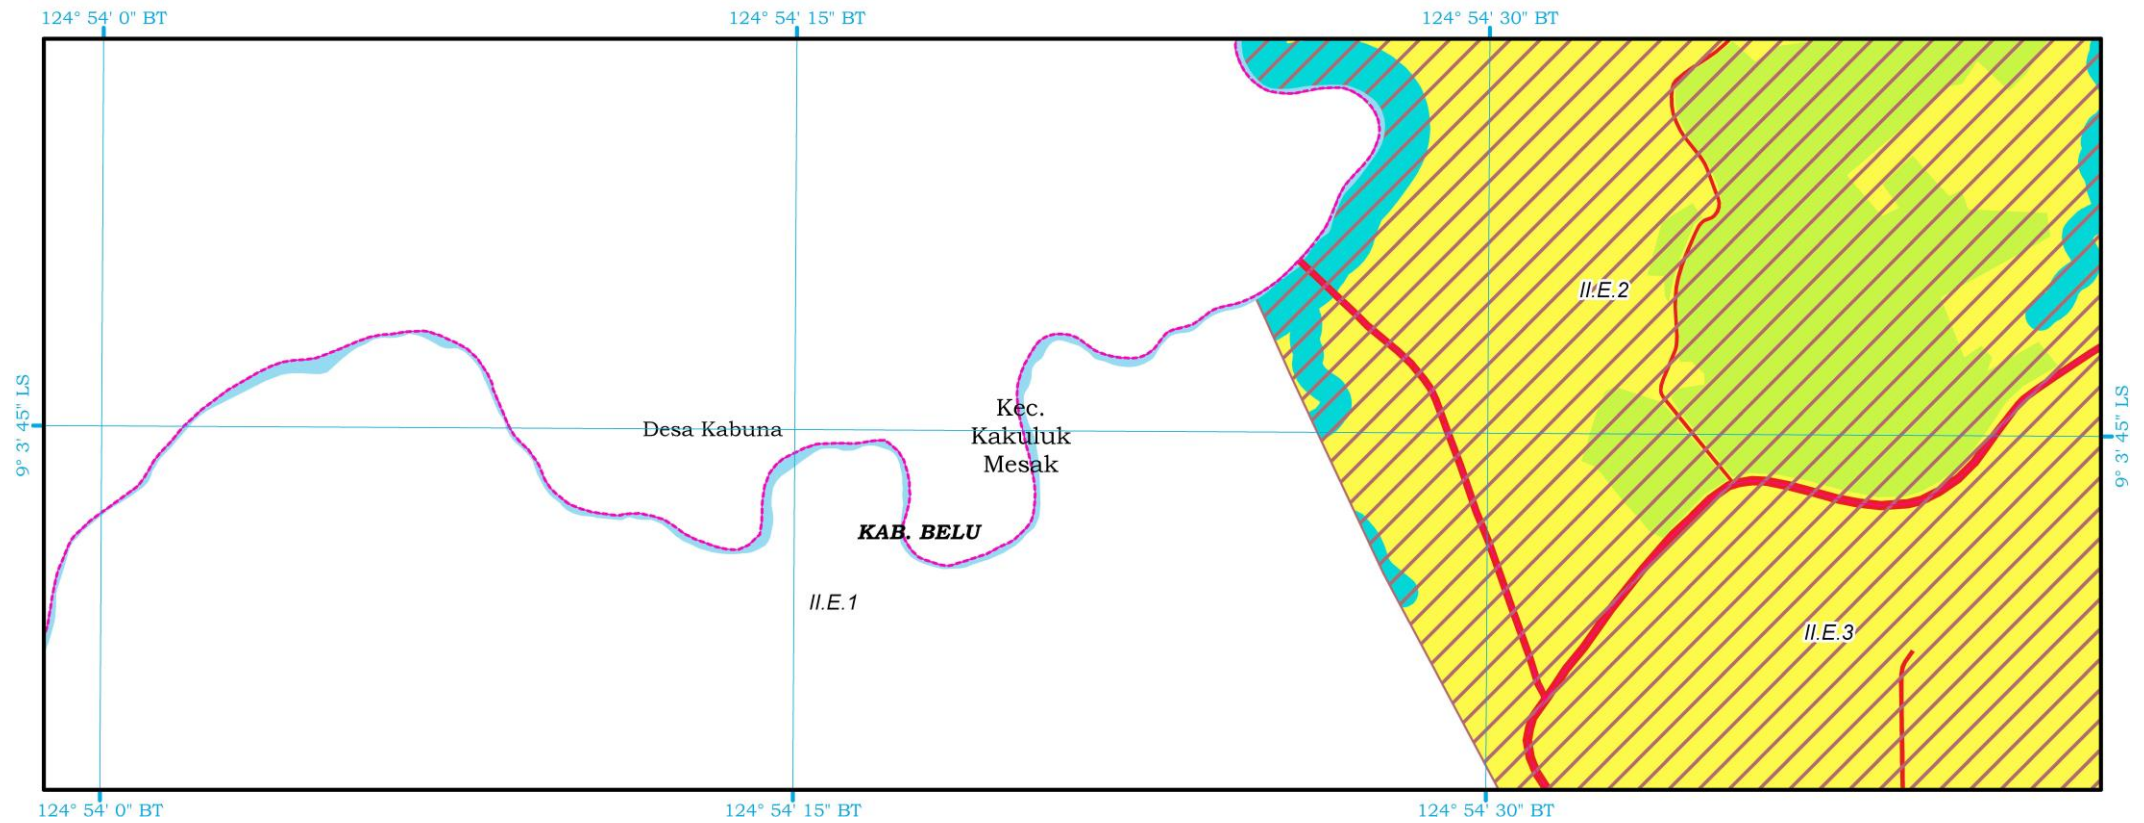 124° 54' 0" BT
124° 54' 15" BT
124° 54' 30" BT
9° 3' 45" LS
9° 3' 45" LS
II.E.2
Kec.
Kakuluk
Mesak
Desa Kabuna
KAB. BELU
II.E.1
II.E.3
124° 54' 0" BT
124° 54' 15" BT
124° 54' 30" BT